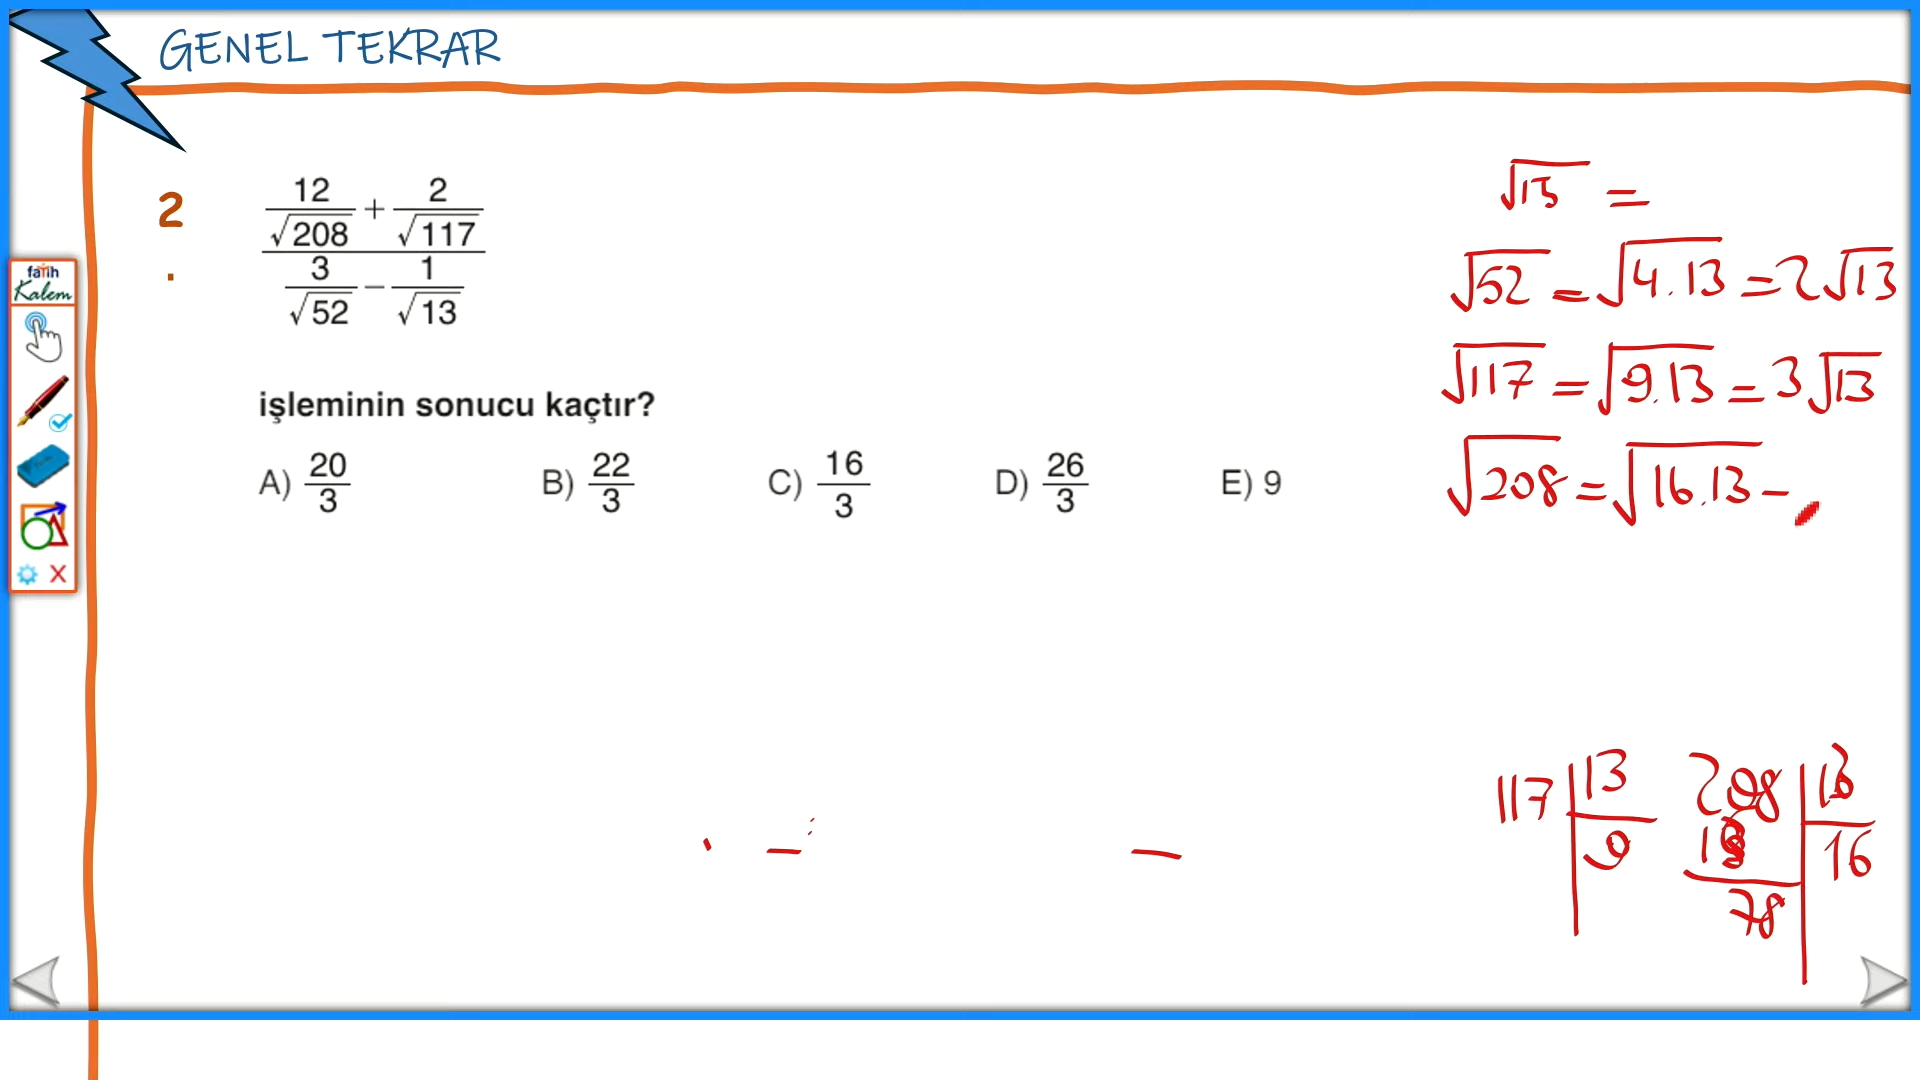 GENEL TEKRAR
2.
12/√208 + 2/√117
3/√52 − 1/√13
işleminin sonucu kaçtır?
A) 20/3 B) 22/3 C) 16/3 D) 26/3 E) 9
fatih
Kalem
√13 =
√52 = √4.13 = 2√13
√117 = √9.13 = 3√13
√208 = √16.13 −
117 13 9
208 13 16
13
78